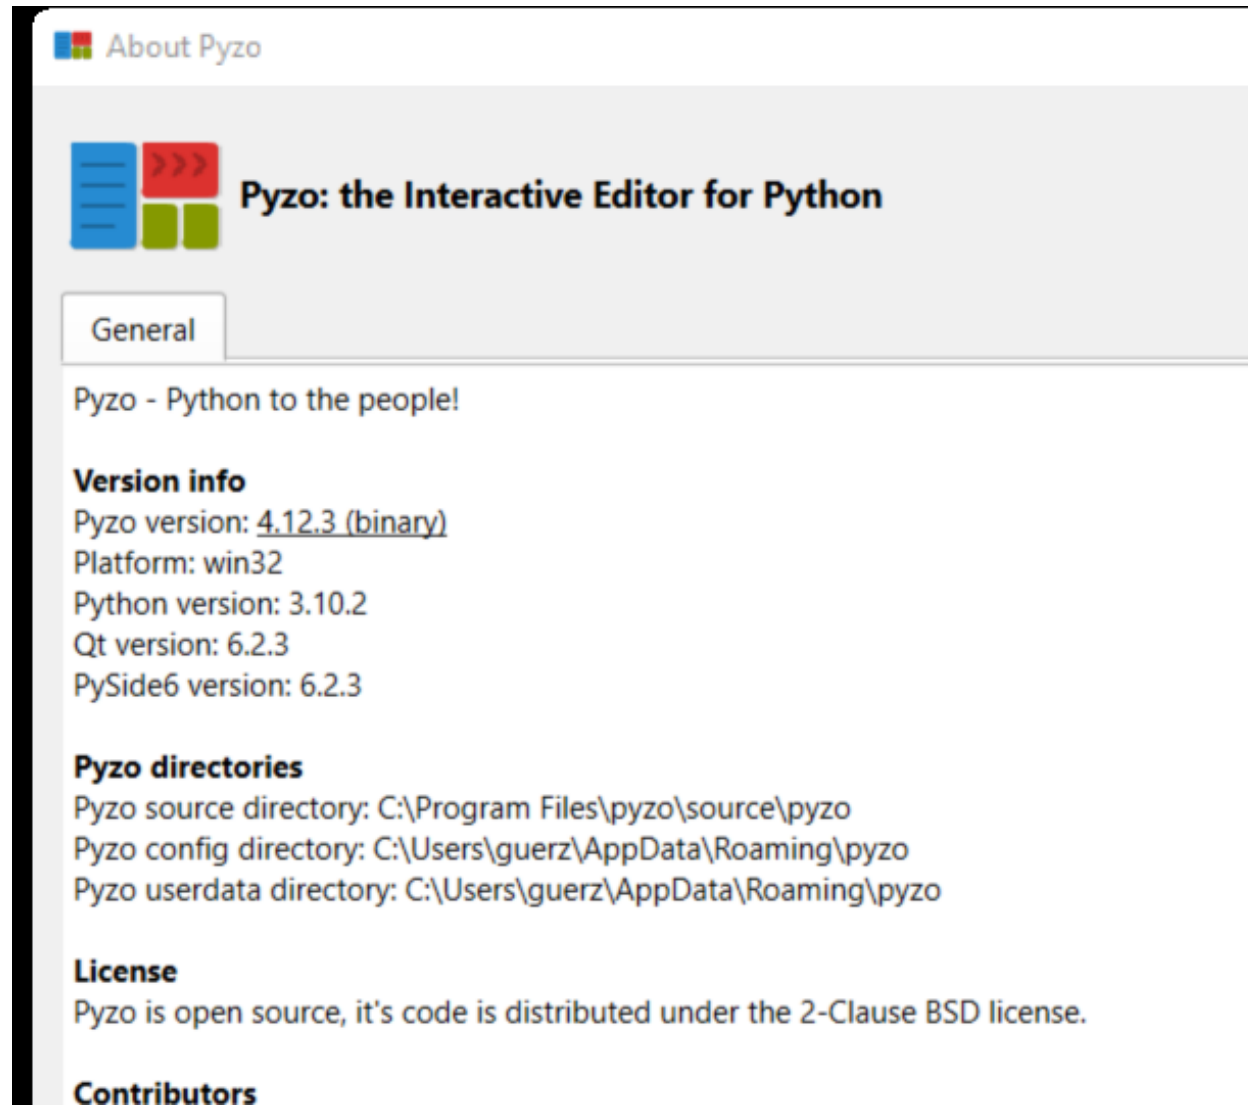 About Pyzo
>>>
Pyzo: the Interactive Editor for Python
General
Pyzo - Python to the people!
Version info
Pyzo version: 4.12.3 (binary)
Platform: win32
Python version: 3.10.2
Qt version: 6.2.3
PySide6 version: 6.2.3
Pyzo directories
Pyzo source directory: C:\Program Files\pyzo\source\pyzo
Pyzo config directory: C:\Users\guerz\AppData\Roaming\pyzo
Pyzo userdata directory: C:\Users\guerz\AppData\Roaming\pyzo
License
Pyzo is open source, it's code is distributed under the 2-Clause BSD license.
Contributors